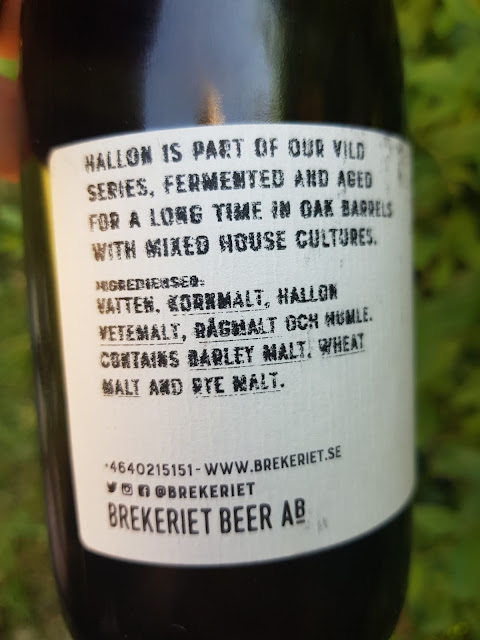 HALLON IS PART OF OUR VILD
SERIES, FERMENTED AND AGED
FOR A LONG TIME IN OAK BARRELS
WITH MIXED HOUSE CULTURES.
INGREDIENSER:
VATTEN, KORNMALT, HALLON
VETEMALT, RÅGMALT OCH HUMLE.
CONTAINS BARLEY MALT, WHEAT
MALT AND RYE MALT.
+4640215151 - WWW.BREKERIET.SE
@BREKERIET
BREKERIET BEER AB